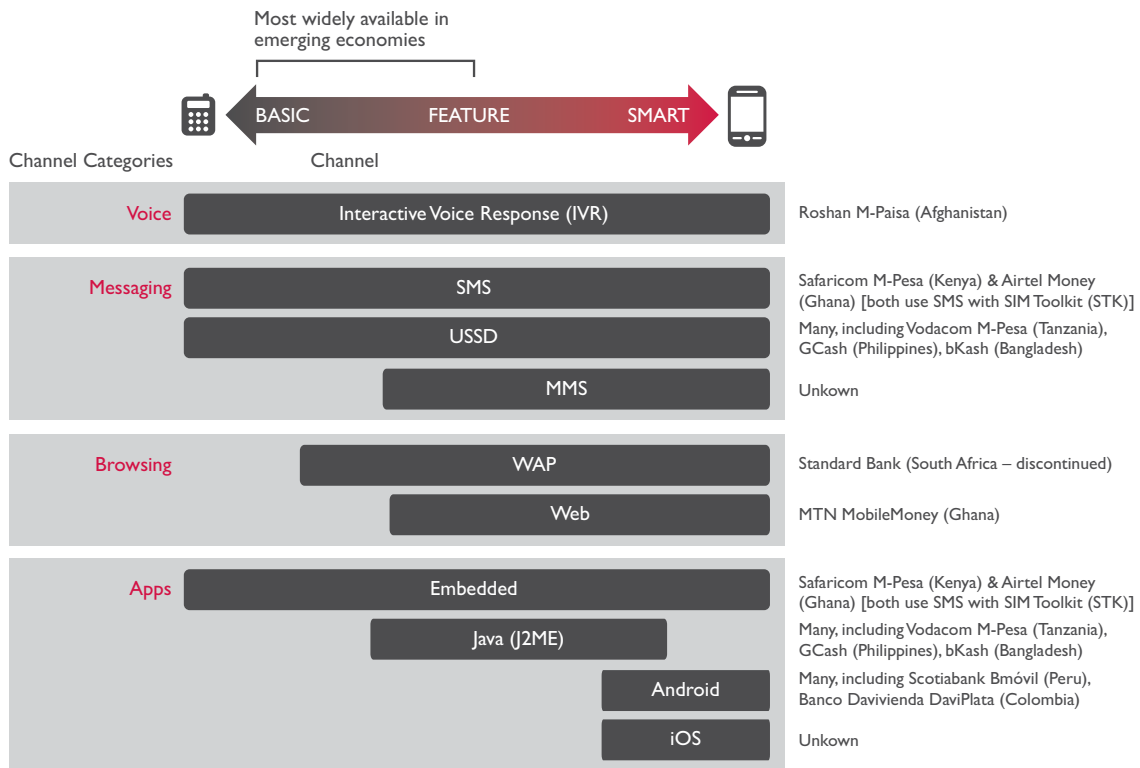 Most widely available in
emerging economies
BASIC FEATURE SMART
Channel Categories Channel
Voice Interactive Voice Response (IVR) Roshan M-Paisa (Afghanistan)
Messaging SMS Safaricom M-Pesa (Kenya) & Airtel Money
(Ghana) [both use SMS with SIM Toolkit (STK)]
USSD Many, including Vodacom M-Pesa (Tanzania),
GCash (Philippines), bKash (Bangladesh)
MMS Unkown
Browsing WAP Standard Bank (South Africa – discontinued)
Web MTN MobileMoney (Ghana)
Apps Embedded Safaricom M-Pesa (Kenya) & Airtel Money
(Ghana) [both use SMS with SIM Toolkit (STK)]
Java (J2ME) Many, including Vodacom M-Pesa (Tanzania),
GCash (Philippines), bKash (Bangladesh)
Android Many, including Scotiabank Bmóvil (Peru),
Banco Davivienda DaviPlata (Colombia)
iOS Unkown